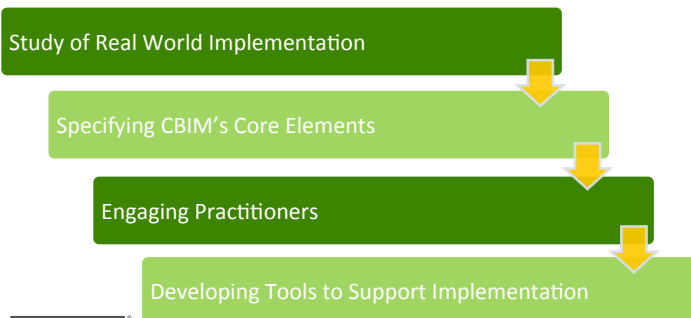 Study of Real World Implementation
Specifying CBIM’s Core Elements
Engaging Practitioners
Developing Tools to Support Implementation
®